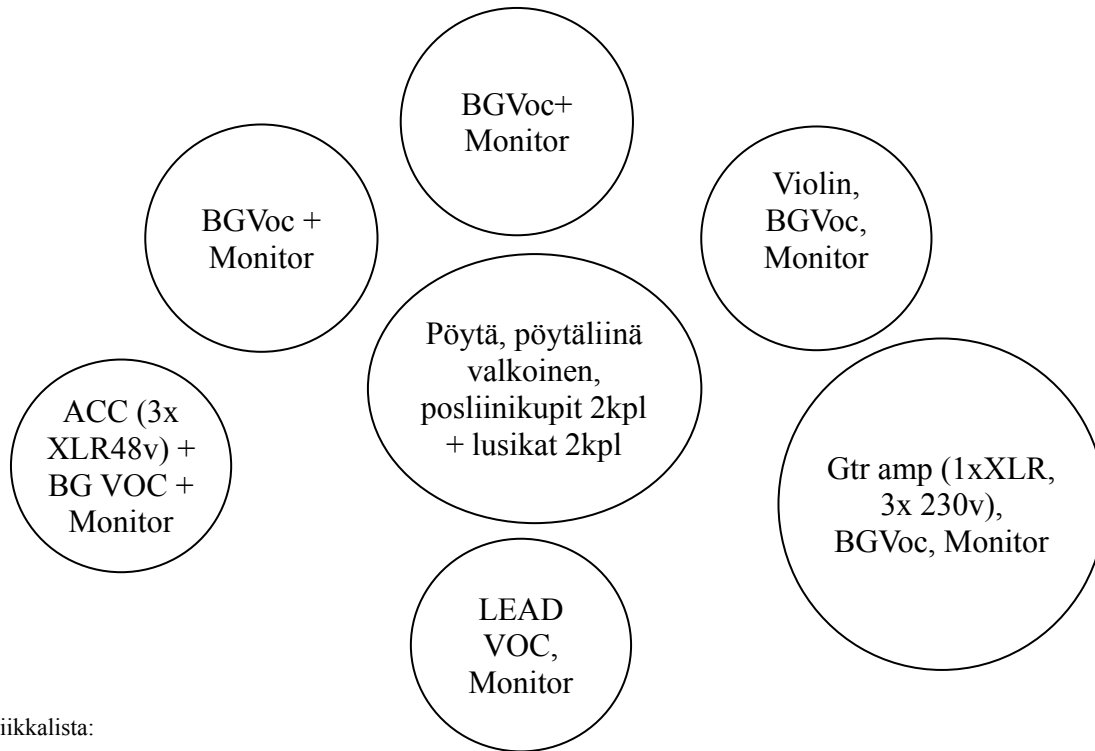 BGVoc+
Monitor
BGVoc +
Monitor
Violin,
BGVoc,
Monitor
Pöytä, pöytäliinä
valkoinen,
posliinikupit 2kpl
+ lusikat 2kpl
ACC (3x
XLR48v) +
BG VOC +
Monitor
Gtr amp (1xXLR,
3x 230v),
BGVoc, Monitor
LEAD
VOC,
Monitor
iikkalista: